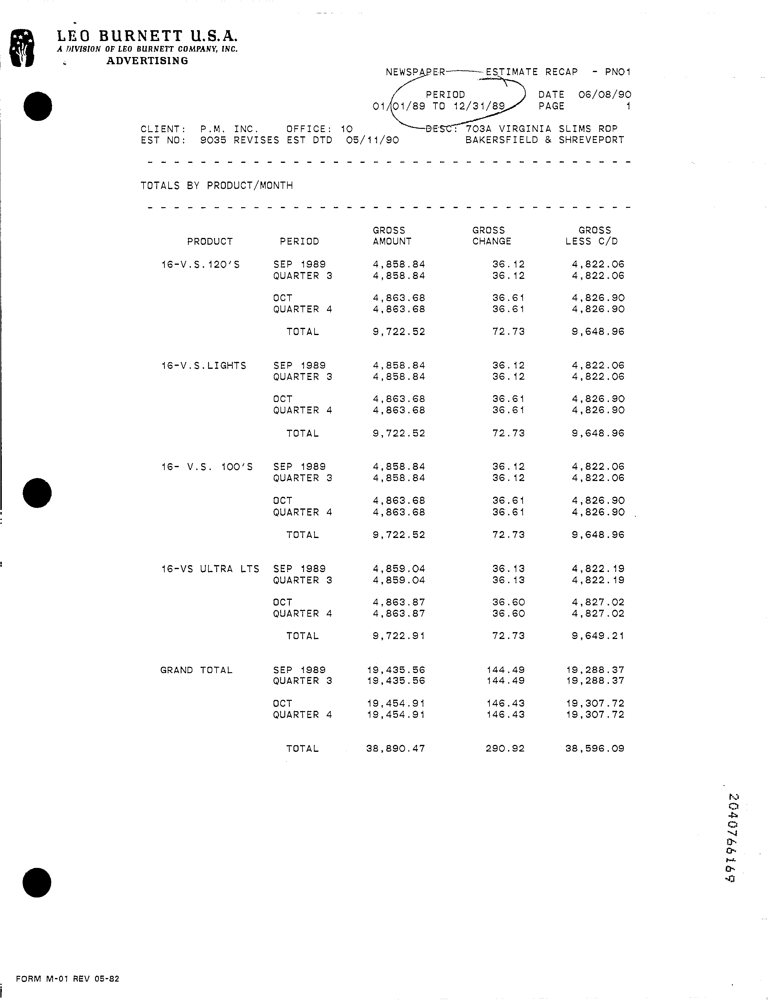 LEO BURNETT U.S.A.
A DIVISION OF LEO BURNETT COMPANY, INC.
ADVERTISING
NEWSPAPER ESTIMATE RECAP - PN01
PERIOD DATE 06/08/90
01/01/89 TO 12/31/89 PAGE 1
CLIENT: P.M. INC. OFFICE: 10 DESC: 703A VIRGINIA SLIMS ROP
EST NO: 9035 REVISES EST DTD 05/11/90 BAKERSFIELD & SHREVEPORT
TOTALS BY PRODUCT/MONTH
GROSS GROSS GROSS
PRODUCT PERIOD AMOUNT CHANGE LESS C/D
16-V.S.120'S SEP 1989 4,858.84 36.12 4,822.06
QUARTER 3 4,858.84 36.12 4,822.06
OCT 4,863.68 36.61 4,826.90
QUARTER 4 4,863.68 36.61 4,826.90
TOTAL 9,722.52 72.73 9,648.96
16-V.S.LIGHTS SEP 1989 4,858.84 36.12 4,822.06
QUARTER 3 4,858.84 36.12 4,822.06
OCT 4,863.68 36.61 4,826.90
QUARTER 4 4,863.68 36.61 4,826.90
TOTAL 9,722.52 72.73 9,648.96
16- V.S. 100'S SEP 1989 4,858.84 36.12 4,822.06
QUARTER 3 4,858.84 36.12 4,822.06
OCT 4,863.68 36.61 4,826.90
QUARTER 4 4,863.68 36.61 4,826.90
TOTAL 9,722.52 72.73 9,648.96
16-VS ULTRA LTS SEP 1989 4,859.04 36.13 4,822.19
QUARTER 3 4,859.04 36.13 4,822.19
OCT 4,863.87 36.60 4,827.02
QUARTER 4 4,863.87 36.60 4,827.02
TOTAL 9,722.91 72.73 9,649.21
GRAND TOTAL SEP 1989 19,435.56 144.49 19,288.37
QUARTER 3 19,435.56 144.49 19,288.37
OCT 19,454.91 146.43 19,307.72
QUARTER 4 19,454.91 146.43 19,307.72
TOTAL 38,890.47 290.92 38,596.09
2040766169
FORM M-01 REV 05-82